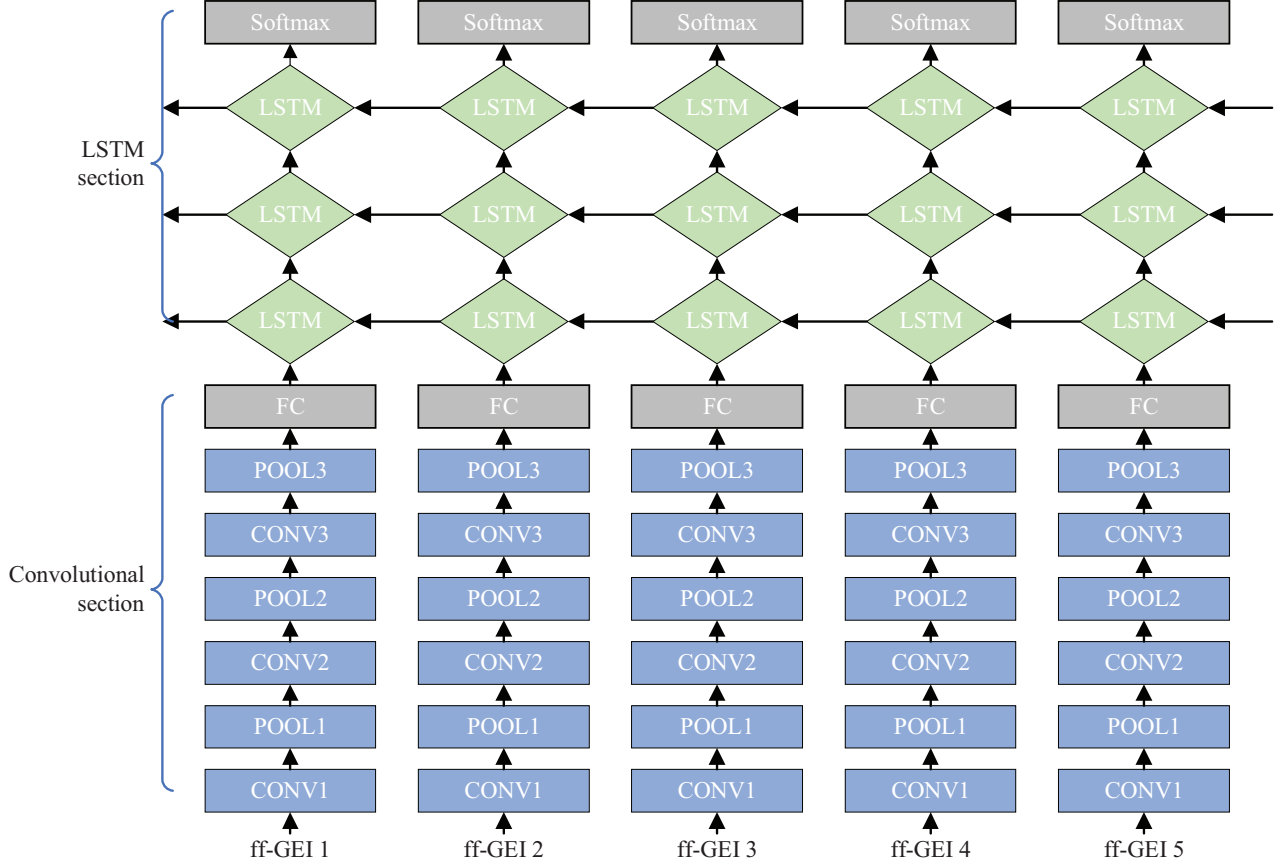 Softmax Softmax Softmax Softmax Softmax
LSTM LSTM LSTM LSTM LSTM
LSTM
section
LSTM LSTM LSTM LSTM LSTM
LSTM LSTM LSTM LSTM LSTM
FC FC FC FC FC
POOL3 POOL3 POOL3 POOL3 POOL3
CONV3 CONV3 CONV3 CONV3 CONV3
Convolutional
section
POOL2 POOL2 POOL2 POOL2 POOL2
CONV2 CONV2 CONV2 CONV2 CONV2
POOL1 POOL1 POOL1 POOL1 POOL1
CONV1 CONV1 CONV1 CONV1 CONV1
ff-GEI 1 ff-GEI 2 ff-GEI 3 ff-GEI 4 ff-GEI 5